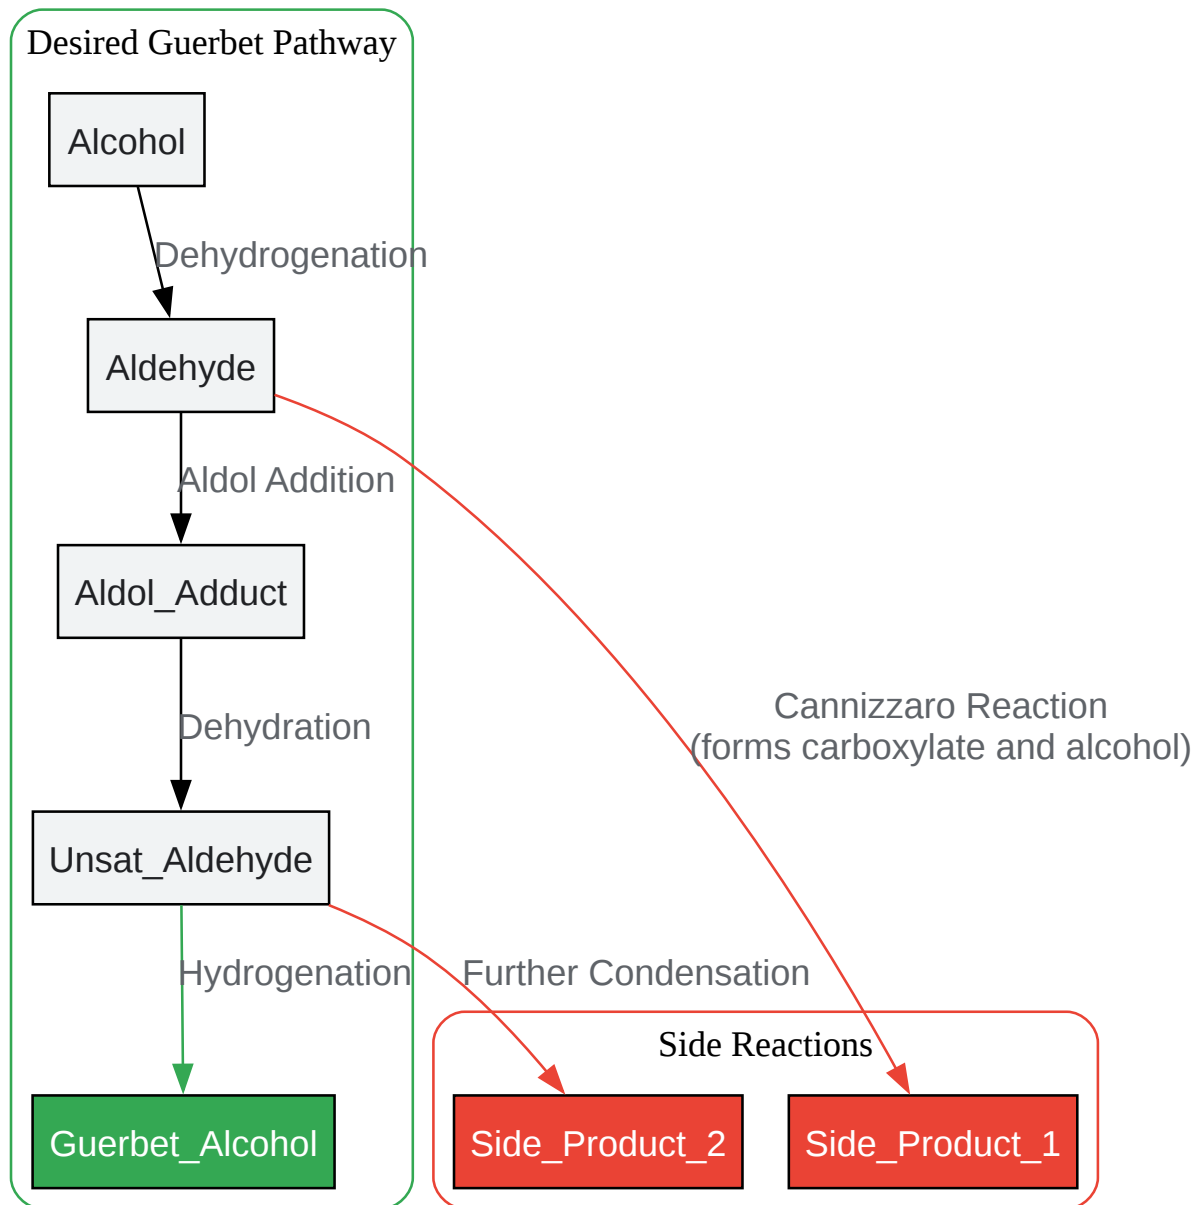 Desired Guerbet Pathway
Alcohol
Dehydrogenation
Aldehyde
Aldol Addition
Aldol_Adduct
Cannizzaro Reaction
(forms carboxylate and alcohol)
Dehydration
Unsat_Aldehyde
Hydrogenation
Further Condensation
Side Reactions
Guerbet_Alcohol
Side_Product_2
Side_Product_1